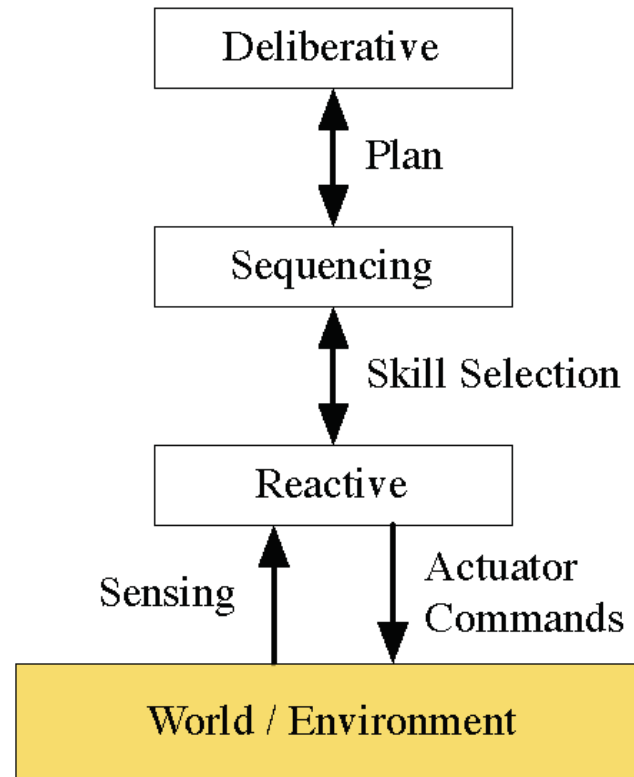 Deliberative
Plan
Sequencing
Skill Selection
Reactive
Sensing
Actuator
Commands
World / Environment